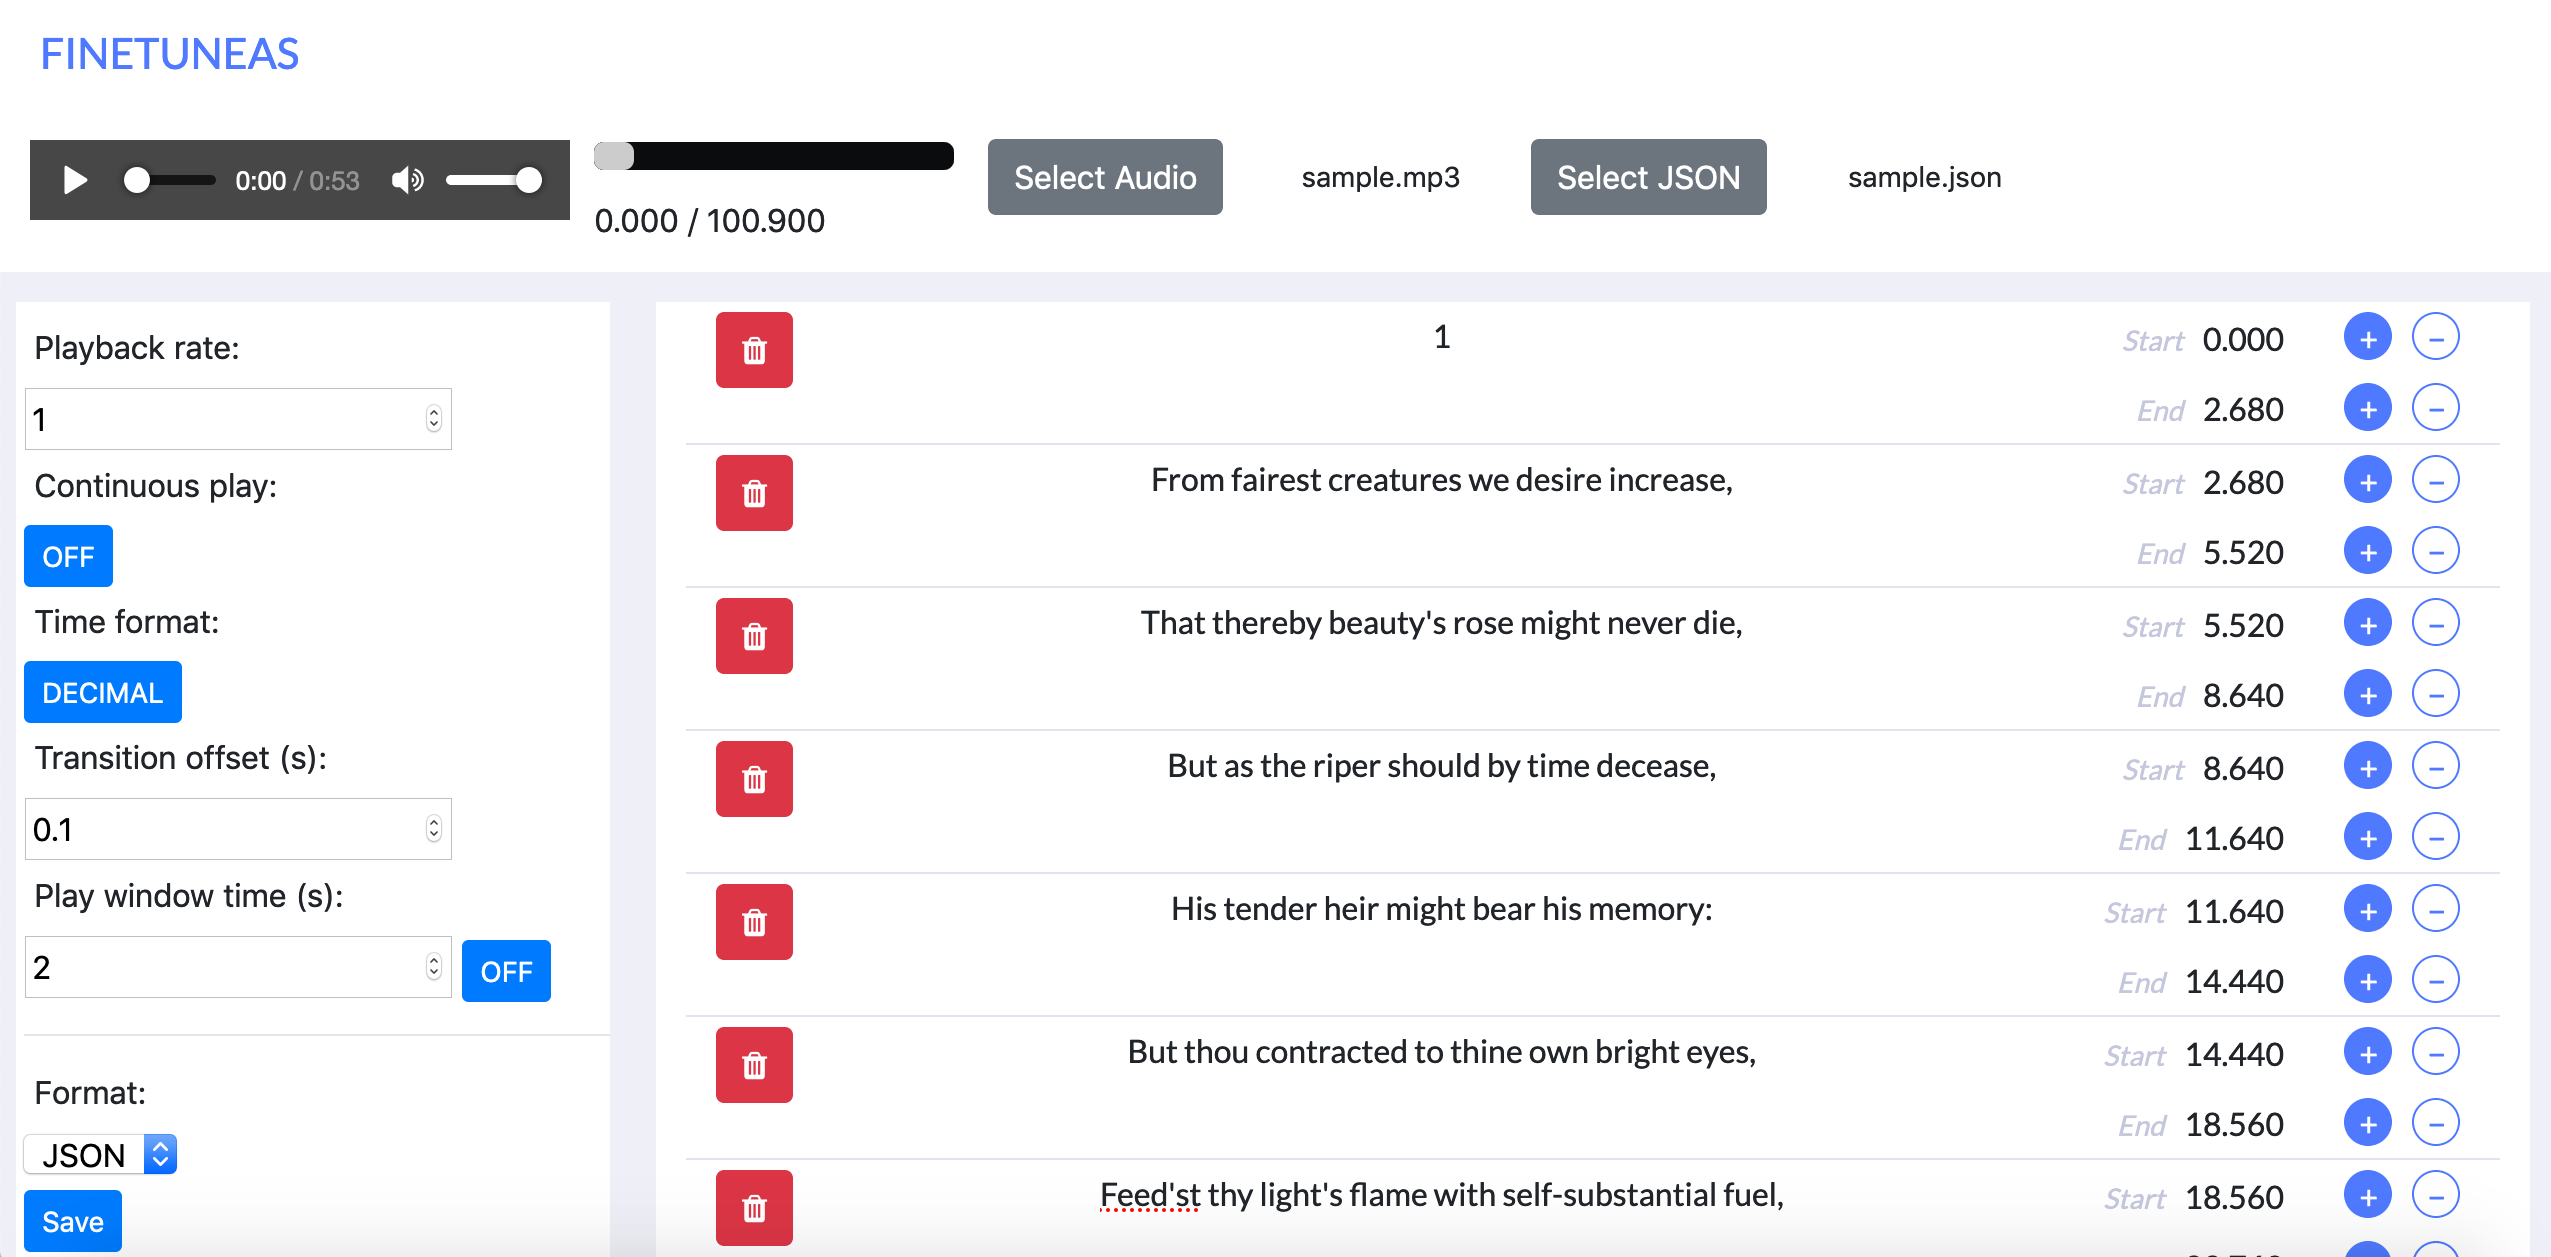 FINETUNEAS
0:00 / 0:53
0.000 / 100.900
Select Audio
sample.mp3
Select JSON
sample.json
Playback rate:
1
Continuous play:
OFF
Time format:
DECIMAL
Transition offset (s):
0.1
Play window time (s):
2
OFF
Format:
JSON
Save
1
Start 0.000 + −
End 2.680 + −
From fairest creatures we desire increase,
Start 2.680 + −
End 5.520 + −
That thereby beauty's rose might never die,
Start 5.520 + −
End 8.640 + −
But as the riper should by time decease,
Start 8.640 + −
End 11.640 + −
His tender heir might bear his memory:
Start 11.640 + −
End 14.440 + −
But thou contracted to thine own bright eyes,
Start 14.440 + −
End 18.560 + −
Feed'st thy light's flame with self-substantial fuel,
Start 18.560 + −